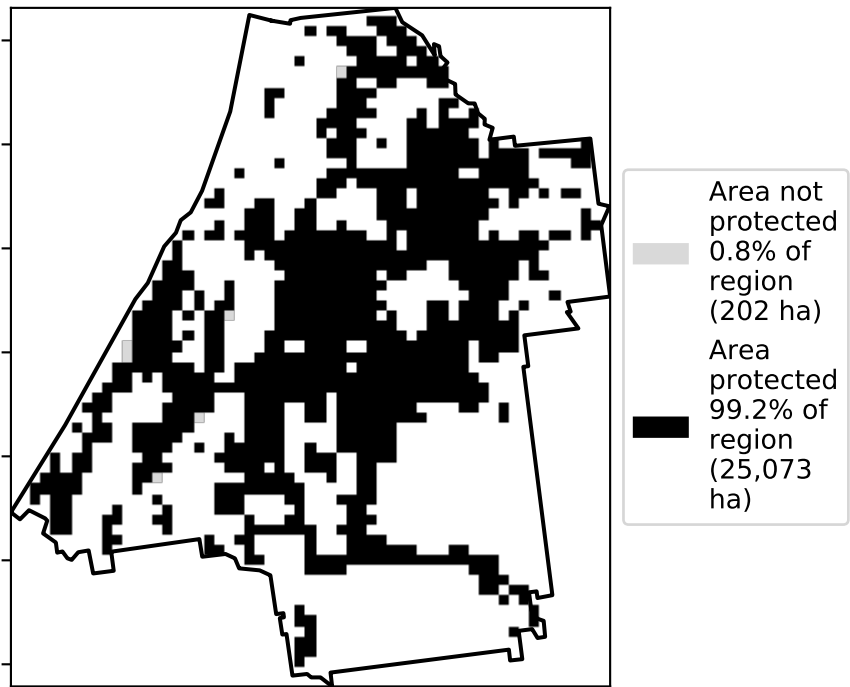 Area not
protected
0.8% of
region
(202 ha)
Area
protected
99.2% of
region
(25,073
ha)